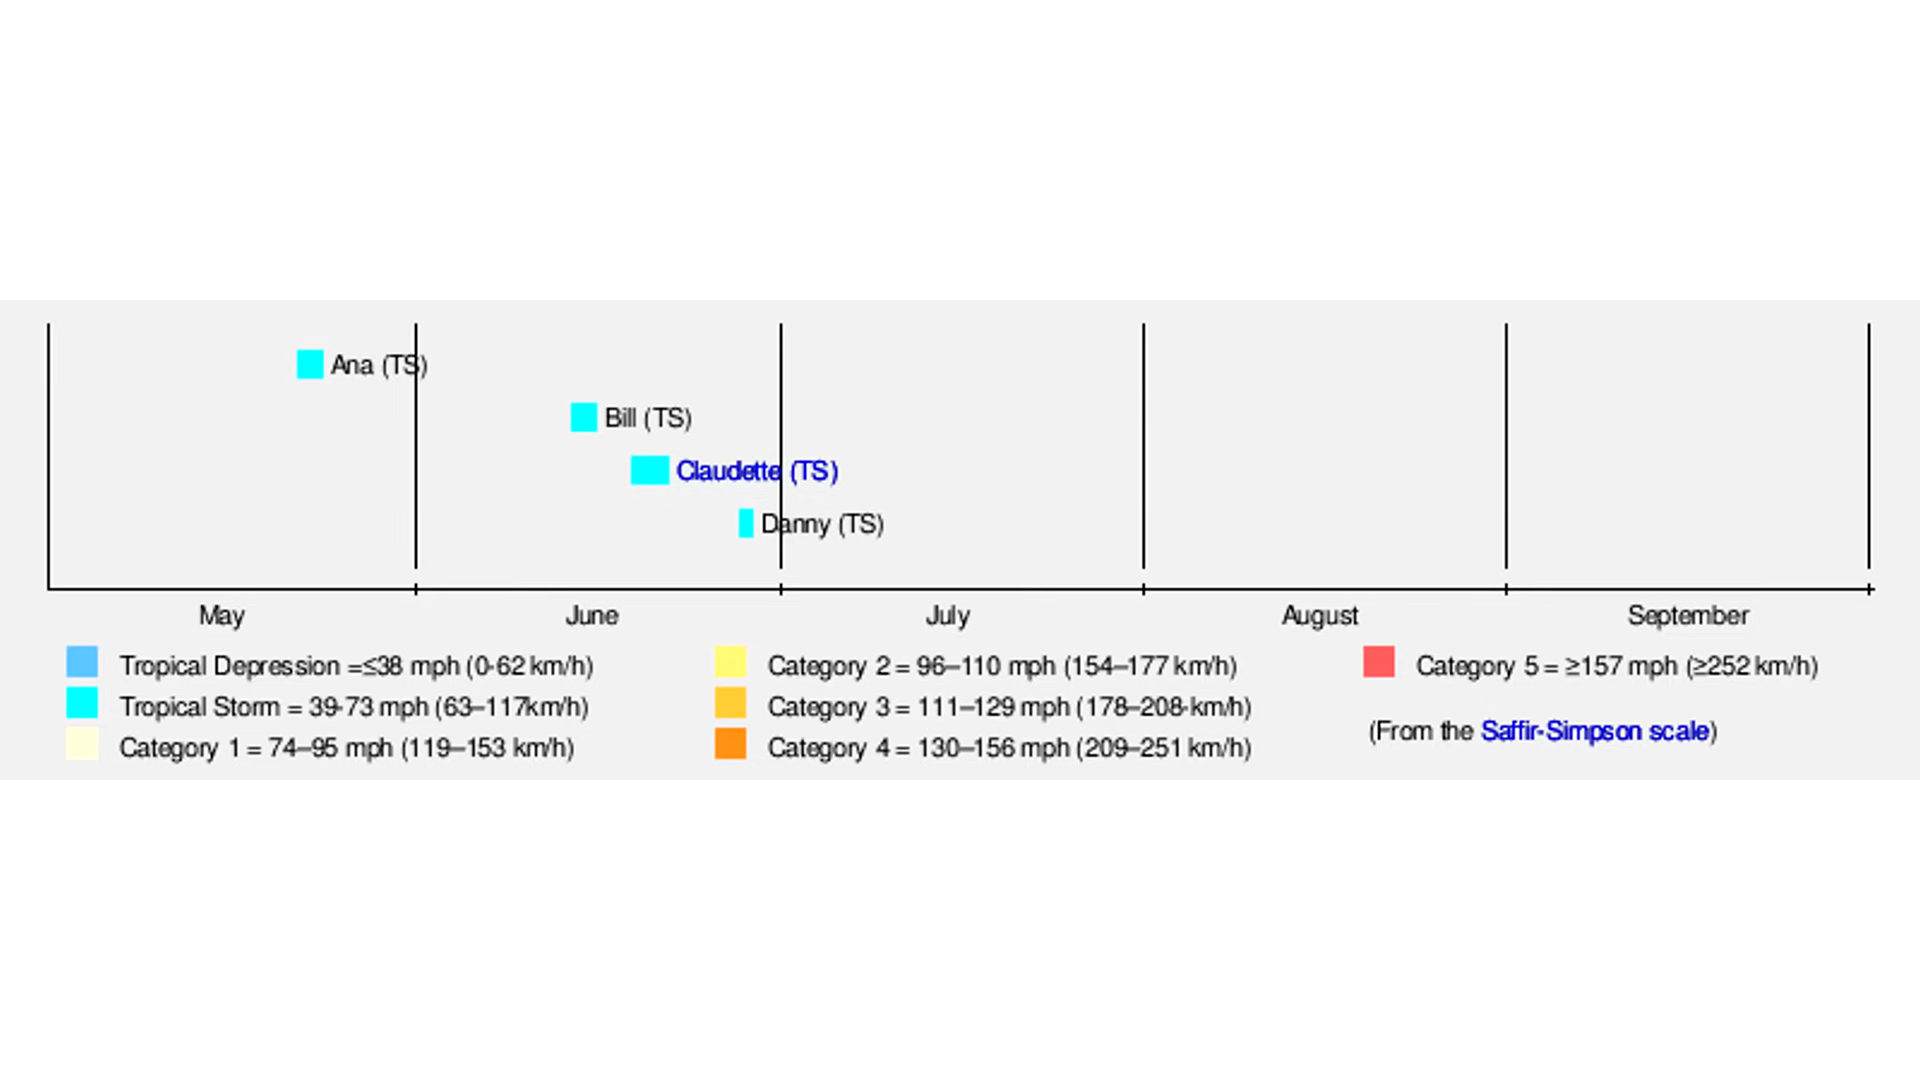 Ana (TS)
Bill (TS)
Claudette (TS)
Danny (TS)
May June July August September
Tropical Depression =≤38 mph (0-62 km/h)
Tropical Storm = 39-73 mph (63–117km/h)
Category 1 = 74–95 mph (119–153 km/h)
Category 2 = 96–110 mph (154–177 km/h)
Category 3 = 111–129 mph (178–208-km/h)
Category 4 = 130–156 mph (209–251 km/h)
Category 5 = ≥157 mph (≥252 km/h)
(From the Saffir-Simpson scale)